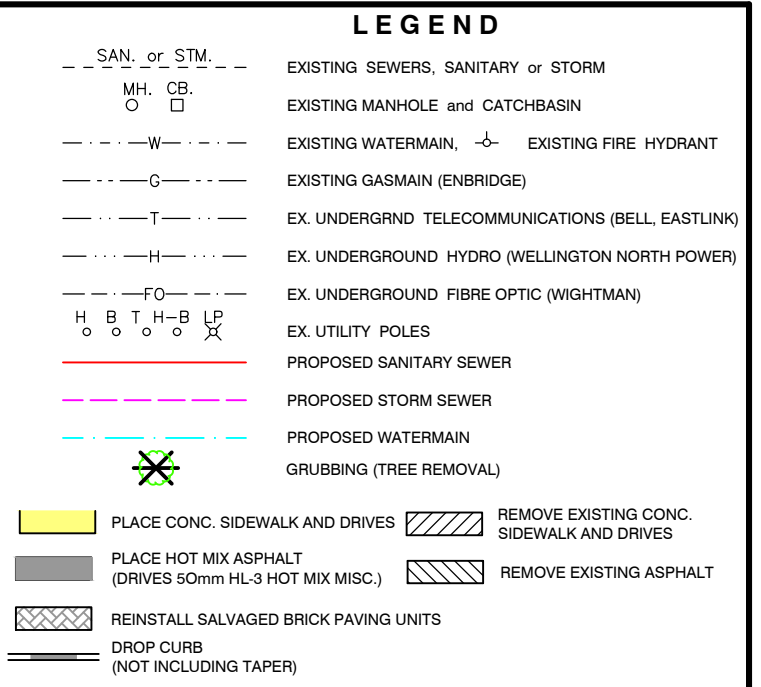 LEGEND
SAN. or STM.
EXISTING SEWERS, SANITARY or STORM
MH. CB.
EXISTING MANHOLE and CATCHBASIN
W EXISTING WATERMAIN, EXISTING FIRE HYDRANT
G EXISTING GASMAIN (ENBRIDGE)
T EX. UNDERGRND TELECOMMUNICATIONS (BELL, EASTLINK)
H EX. UNDERGROUND HYDRO (WELLINGTON NORTH POWER)
FO EX. UNDERGROUND FIBRE OPTIC (WIGHTMAN)
H B T H-B LP
EX. UTILITY POLES
PROPOSED SANITARY SEWER
PROPOSED STORM SEWER
PROPOSED WATERMAIN
GRUBBING (TREE REMOVAL)
PLACE CONC. SIDEWALK AND DRIVES
REMOVE EXISTING CONC.
SIDEWALK AND DRIVES
PLACE HOT MIX ASPHALT
(DRIVES 50mm HL-3 HOT MIX MISC.)
REMOVE EXISTING ASPHALT
REINSTALL SALVAGED BRICK PAVING UNITS
DROP CURB
(NOT INCLUDING TAPER)